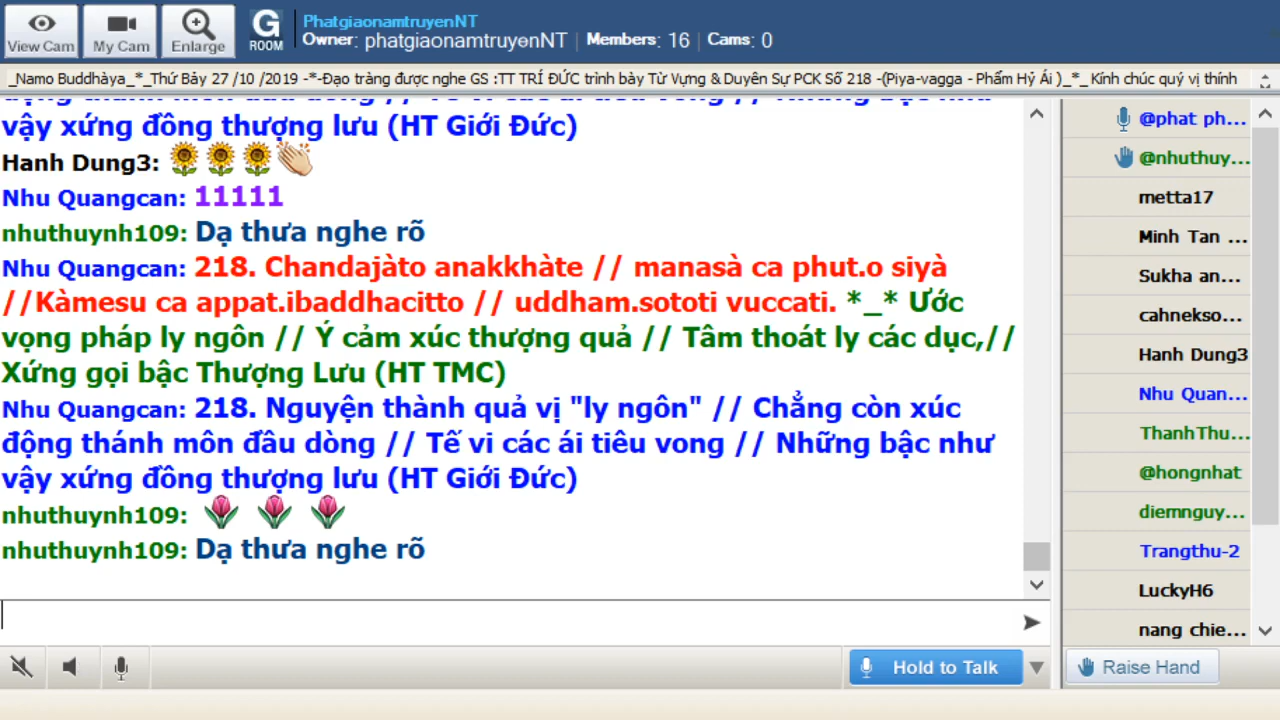 View Cam
My Cam
Enlarge
G
ROOM
PhatgiaonamtruyenNT
Owner: phatgiaonamtruyenNT | Members: 16 | Cams: 0
_Namo Buddhàya_*_Thứ Bảy 27 /10 /2019 -*-Đạo tràng được nghe GS :TT TRÍ ĐỨC trình bày Từ Vựng & Duyên Sự PCK Số 218 -(Piya-vagga - Phẩm Hỷ Ái )_*_Kính chúc quý vị thính
vậy xứng đồng thượng lưu (HT Giới Đức)
Hanh Dung3:
Nhu Quangcan: 11111
nhuthuynh109: Dạ thưa nghe rõ
Nhu Quangcan: 218. Chandajàto anakkhàte // manasà ca phut.o siyà
//Kàmesu ca appat.ibaddhacitto // uddham.sototi vuccati. *_* Ước
vọng pháp ly ngôn // Ý cảm xúc thượng quả // Tâm thoát ly các dục,//
Xứng gọi bậc Thượng Lưu (HT TMC)
Nhu Quangcan: 218. Nguyện thành quả vị "ly ngôn" // Chẳng còn xúc
động thánh môn đầu dòng // Tế vi các ái tiêu vong // Những bậc như
vậy xứng đồng thượng lưu (HT Giới Đức)
nhuthuynh109:
nhuthuynh109: Dạ thưa nghe rõ
@phat ph...
@nhuthuy...
metta17
Minh Tan ...
Sukha an...
cahnekso...
Hanh Dung3
Nhu Quan...
ThanhThu...
@hongnhat
diemnguy...
Trangthu-2
LuckyH6
nang chie...
Hold to Talk
Raise Hand